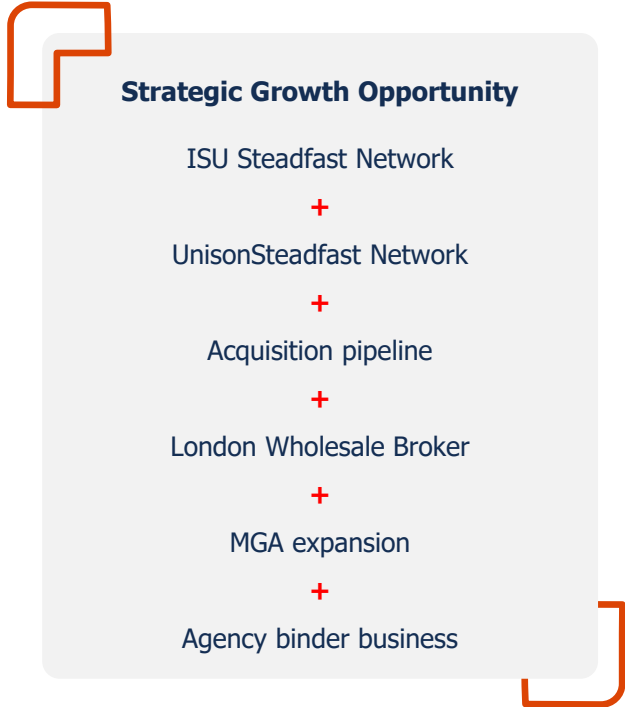 Strategic Growth Opportunity
ISU Steadfast Network
+
UnisonSteadfast Network
+
Acquisition pipeline
+
London Wholesale Broker
+
MGA expansion
+
Agency binder business